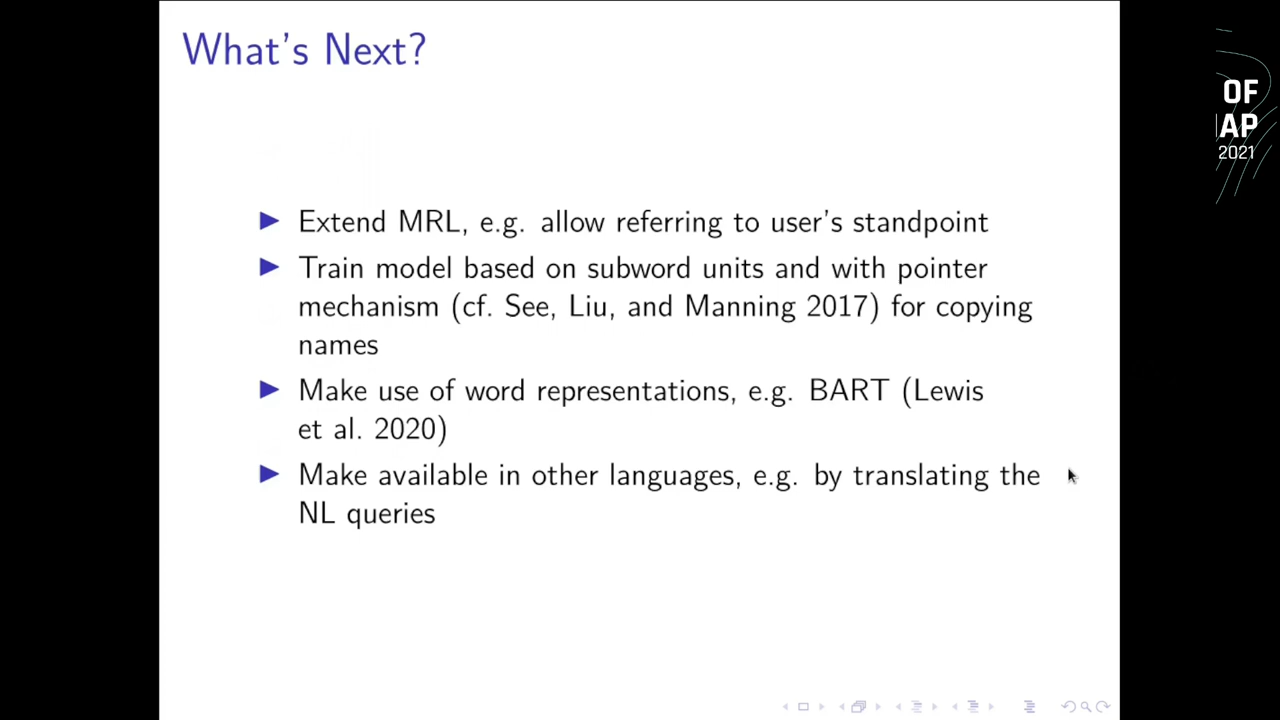 What's Next?
OF
AP
2021
Extend MRL, e.g. allow referring to user's standpoint
Train model based on subword units and with pointer
mechanism (cf. See, Liu, and Manning 2017) for copying
names
Make use of word representations, e.g. BART (Lewis
et al. 2020)
Make available in other languages, e.g. by translating the
NL queries